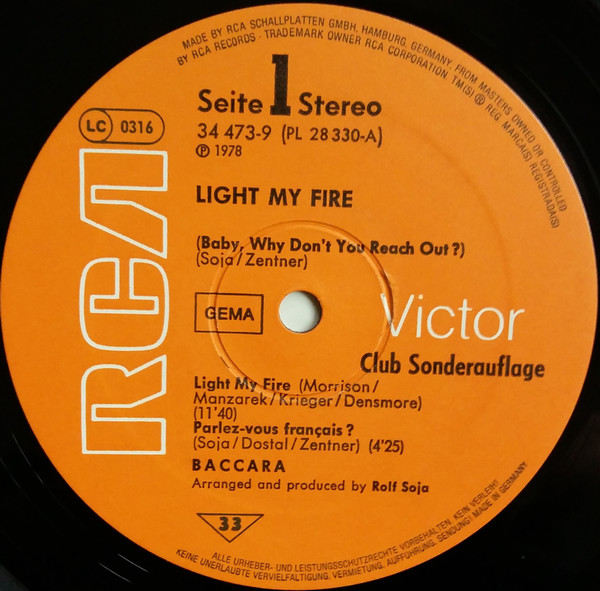 MADE BY RCA SCHALLPLATTEN GMBH, HAMBURG, GERMANY, FROM MASTERS OWNED OR CONTROLLED
BY RCA RECORDS · TRADEMARK OWNER RCA CORPORATION TM(S) ® REG MARCA(S) REGISTRADA(S)
Seite 1 Stereo
LC 0316
34 473-9 (PL 28 330-A)
℗ 1978
RCA
LIGHT MY FIRE
(Baby, Why Don't You Reach Out?)
(Soja/Zentner)
GEMA
Victor
Club Sonderauflage
Light My Fire (Morrison/
Manzarek/Krieger/Densmore)
(11'40)
Parlez-vous français?
(Soja/Dostal/Zentner) (4'25)
BACCARA
Arranged and produced by Rolf Soja
33
ALLE URHEBER- UND LEISTUNGSSCHUTZRECHTE VORBEHALTEN. KEIN VERLEIH!
KEINE UNERLAUBTE VERVIELFÄLTIGUNG, VERMIETUNG, AUFFÜHRUNG, SENDUNG! MADE IN GERMANY